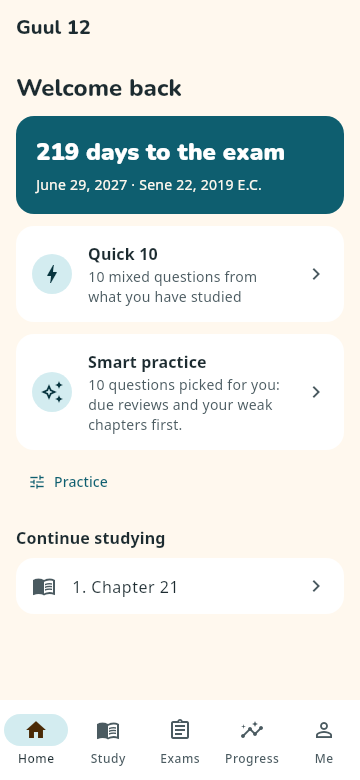 Guul 12
Welcome back
219 days to the exam
June 29, 2027 · Sene 22, 2019 E.C.
Quick 10
10 mixed questions from
what you have studied
Smart practice
10 questions picked for you:
due reviews and your weak
chapters first.
Practice
Continue studying
1. Chapter 21
Home
Study
Exams
Progress
Me